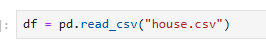 : df = pd.read_csv("house.csv")